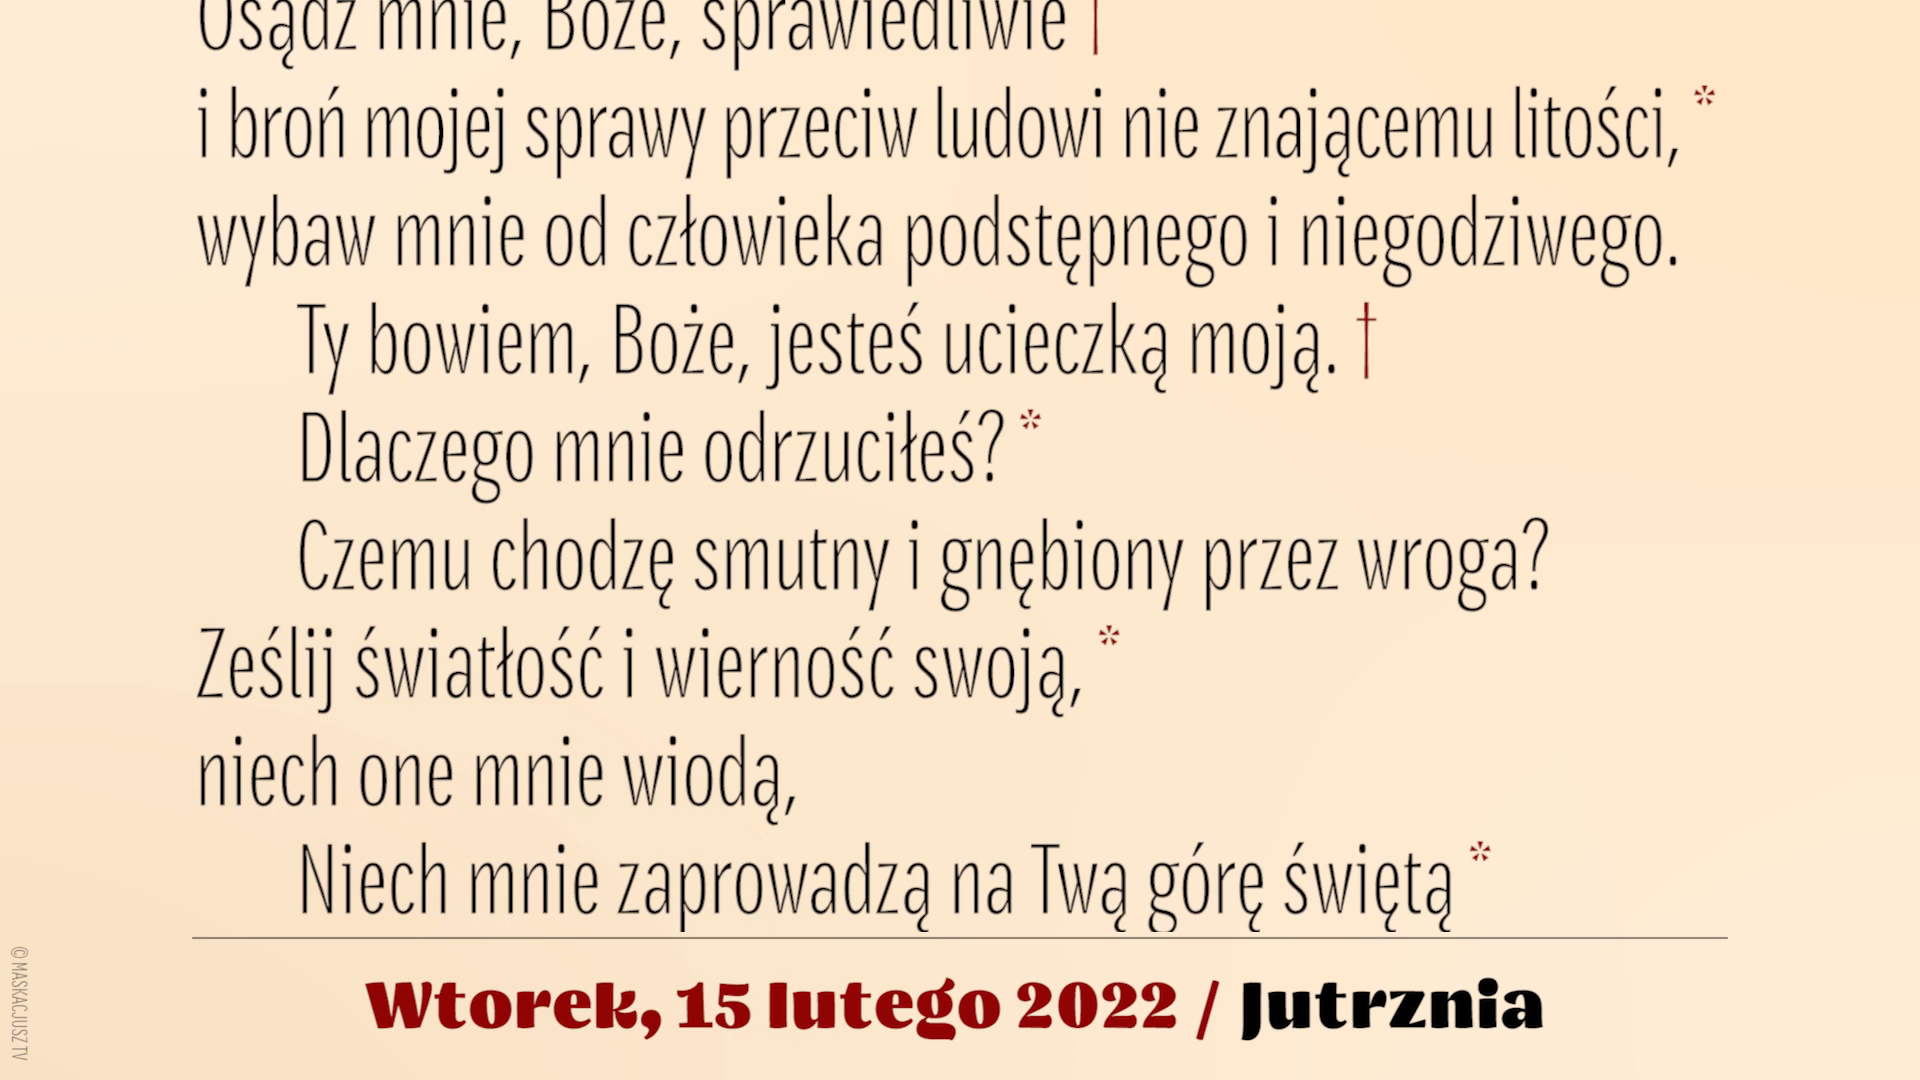 Osądź mnie, Boże, sprawiedliwie †
i broń mojej sprawy przeciw ludowi nie znającemu litości, *
wybaw mnie od człowieka podstępnego i niegodziwego.
Ty bowiem, Boże, jesteś ucieczką moją. †
Dlaczego mnie odrzuciłeś? *
Czemu chodzę smutny i gnębiony przez wroga?
Ześlij światłość i wierność swoją, *
niech one mnie wiodą,
Niech mnie zaprowadzą na Twą górę świętą *
Wtorek, 15 lutego 2022 / Jutrznia
© MASKACJUSZ TV